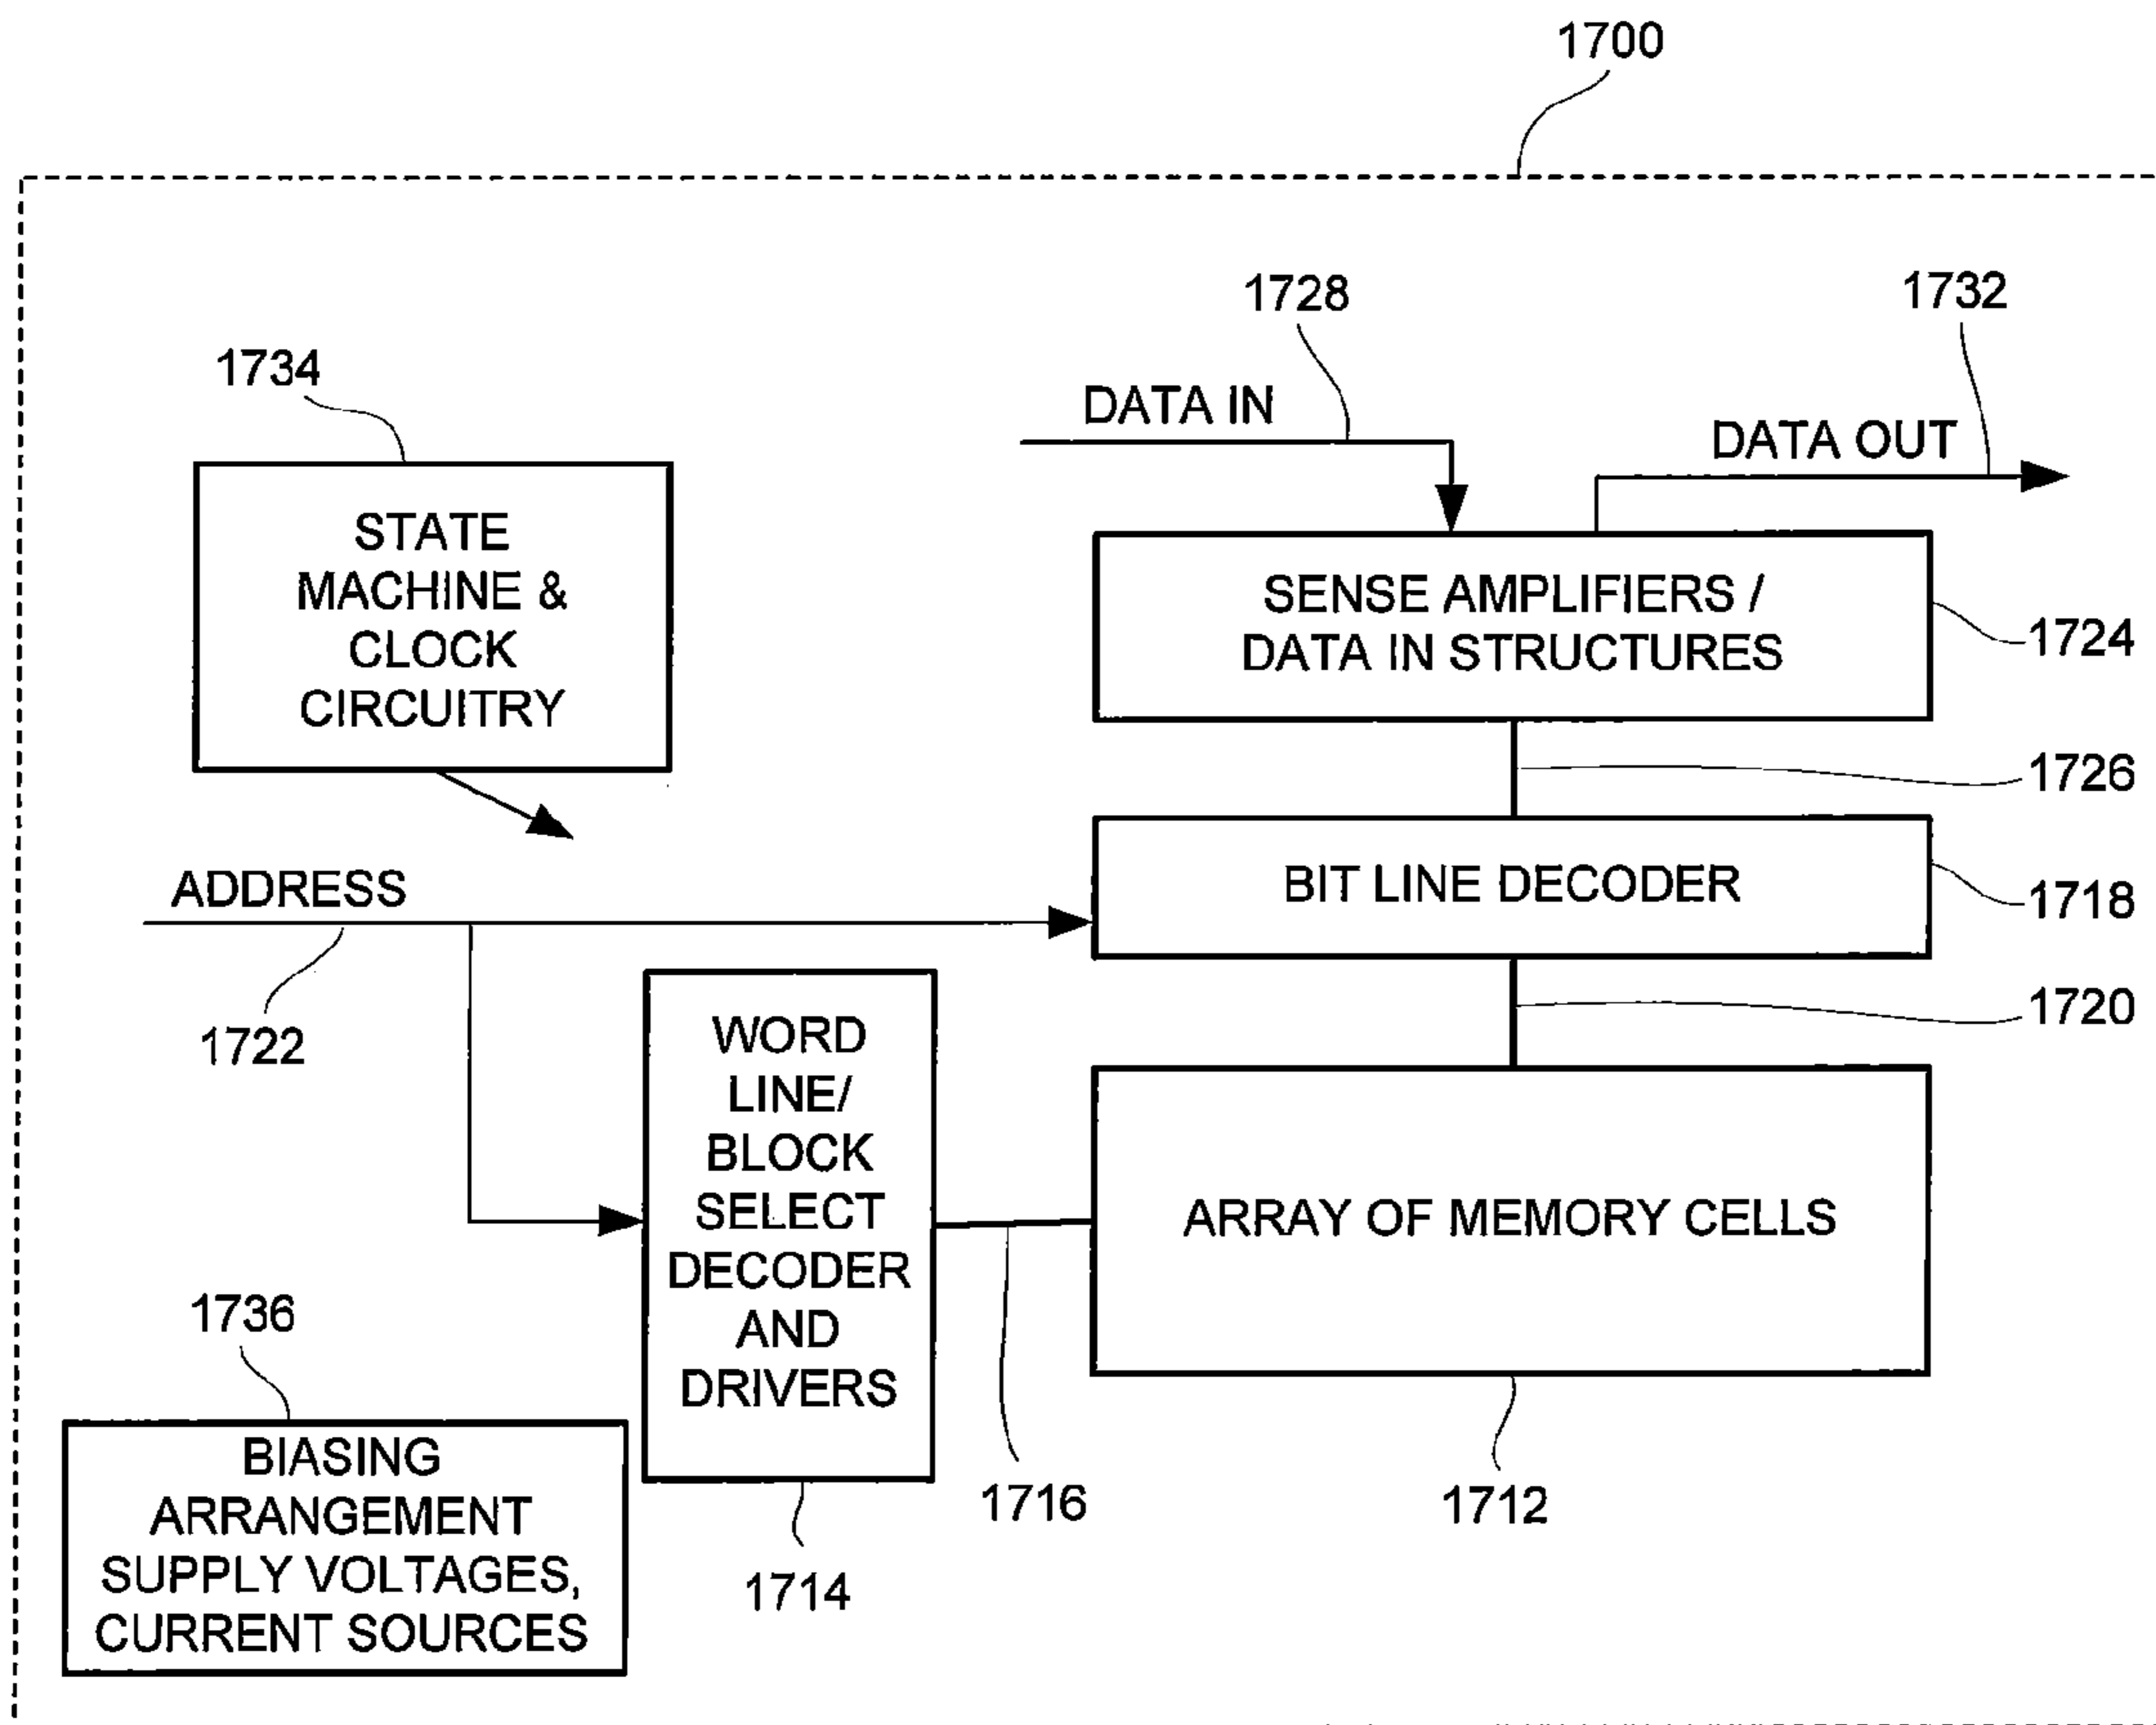 1700
1728
1732
1734
DATA IN
DATA OUT
STATE
MACHINE &
CLOCK
CIRCUITRY
SENSE AMPLIFIERS /
DATA IN STRUCTURES
1724
1726
ADDRESS
BIT LINE DECODER
1718
1722
1720
WORD
LINE/
BLOCK
SELECT
DECODER
AND
DRIVERS
ARRAY OF MEMORY CELLS
1736
BIASING
ARRANGEMENT
SUPPLY VOLTAGES,
CURRENT SOURCES
1716
1712
1714